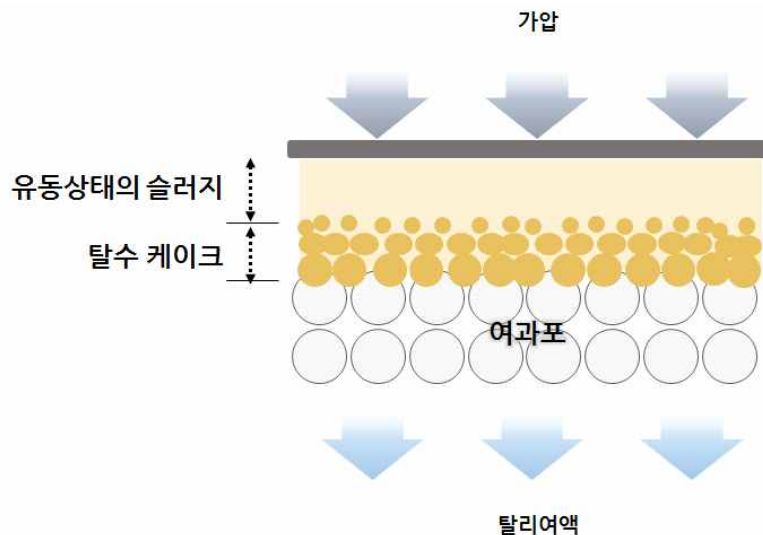 가압
유동상태의 슬러지
탈수 케이크
여과포
탈리여액